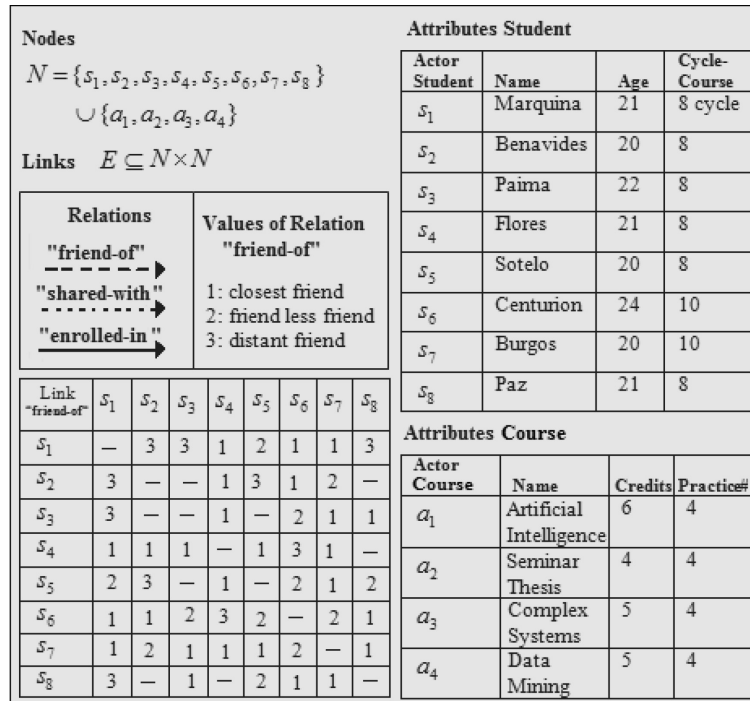 Nodes
N = {s₁, s₂, s₃, s₄, s₅, s₆, s₇, s₈}
∪ {a₁, a₂, a₃, a₄}
Links E ⊆ N × N
Relations
"friend-of"
"shared-with"
"enrolled-in"
Values of Relation
"friend-of"
1: closest friend
2: friend less friend
3: distant friend
Link
"friend-of" s₁ s₂ s₃ s₄ s₅ s₆ s₇ s₈
s₁ — 3 3 1 2 1 1 3
s₂ 3 — — 1 3 1 2 —
s₃ 3 — — 1 — 2 1 1
s₄ 1 1 1 — 1 3 1 —
s₅ 2 3 — 1 — 2 1 2
s₆ 1 1 2 3 2 — 2 1
s₇ 1 2 1 1 1 2 — 1
s₈ 3 — 1 — 2 1 1 —
Attributes Student
Actor Cycle-
Student Name Age Course
s₁ Marquina 21 8 cycle
s₂ Benavides 20 8
s₃ Paima 22 8
s₄ Flores 21 8
s₅ Sotelo 20 8
s₆ Centurion 24 10
s₇ Burgos 20 10
s₈ Paz 21 8
Attributes Course
Actor
Course Name Credits Practice#
a₁ Artificial 6 4
Intelligence
a₂ Seminar 4 4
Thesis
a₃ Complex 5 4
Systems
a₄ Data 5 4
Mining